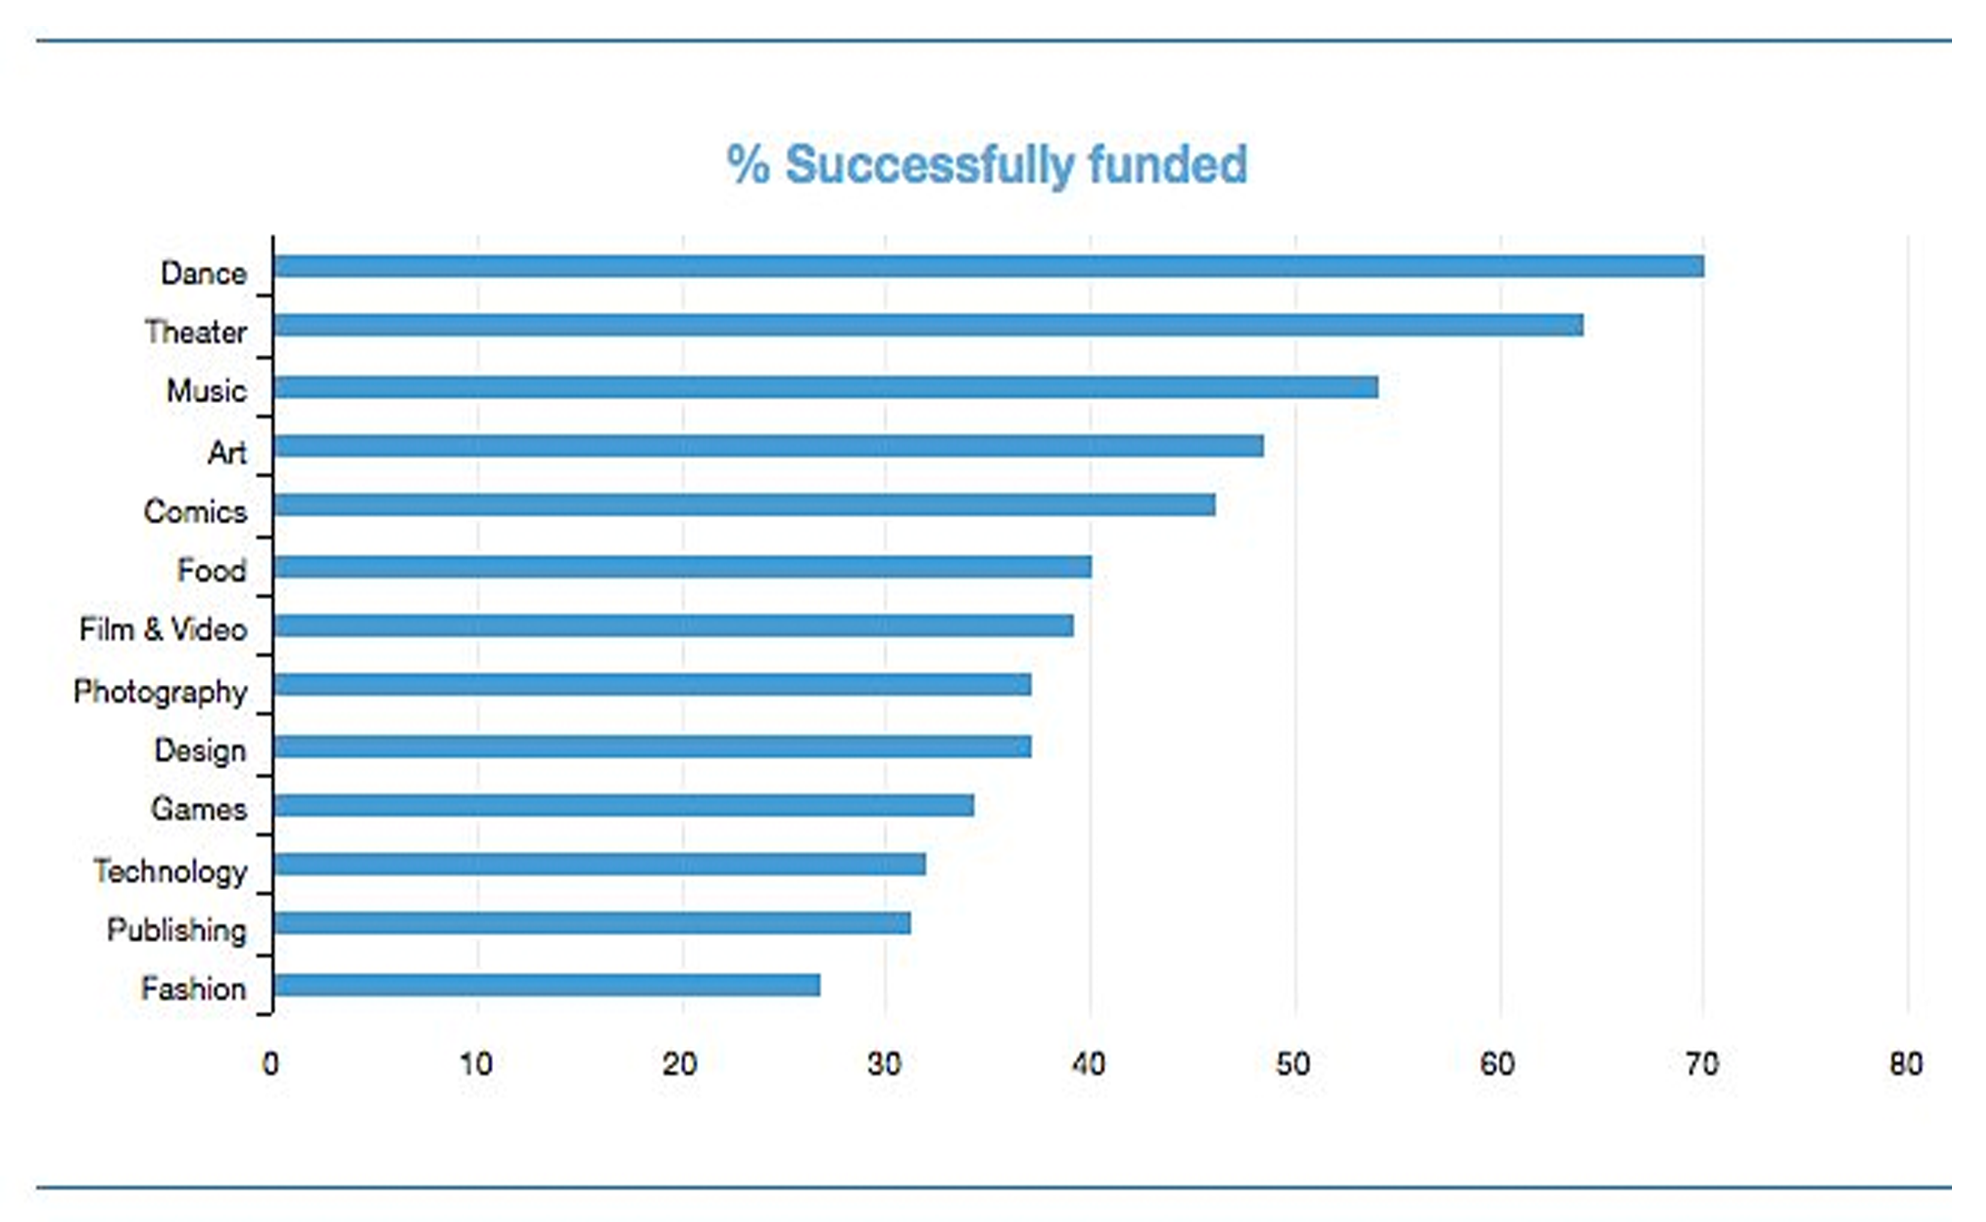 % Successfully funded
Dance
Theater
Music
Art
Comics
Food
Film & Video
Photography
Design
Games
Technology
Publishing
Fashion
0 10 20 30 40 50 60 70 80